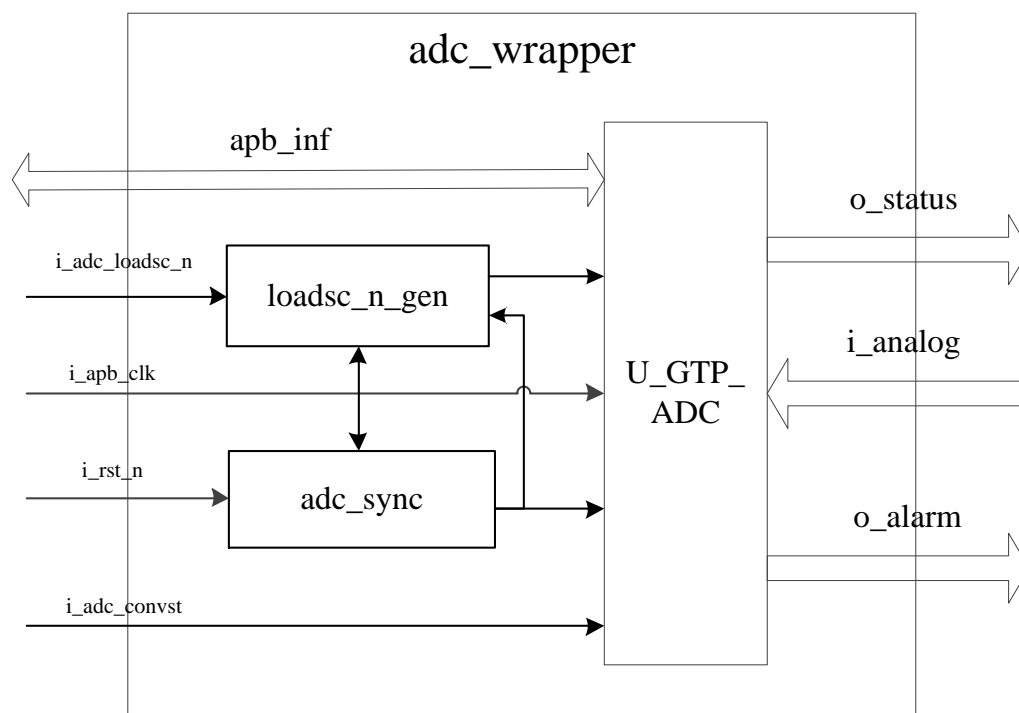 adc_wrapper
apb_inf
o_status
i_adc_loadsc_n
loadsc_n_gen
i_analog
i_apb_clk
U_GTP_
ADC
i_rst_n
adc_sync
o_alarm
i_adc_convst